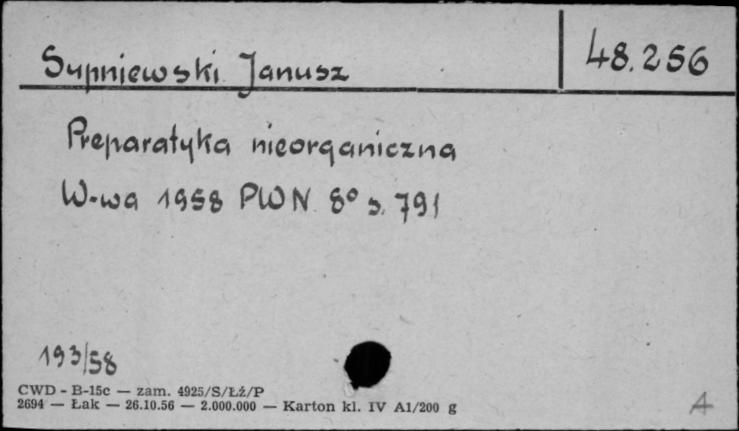 Supniewski Janusz
48.256
Preparatyka nieorganiczna
W-wa 1958 PWN 8° s. 791
193/58
CWD - B-15c — zam. 4925/S/Łź/P
2694 — Łak — 26.10.56 — 2.000.000 — Karton kl. IV A1/200 g
A